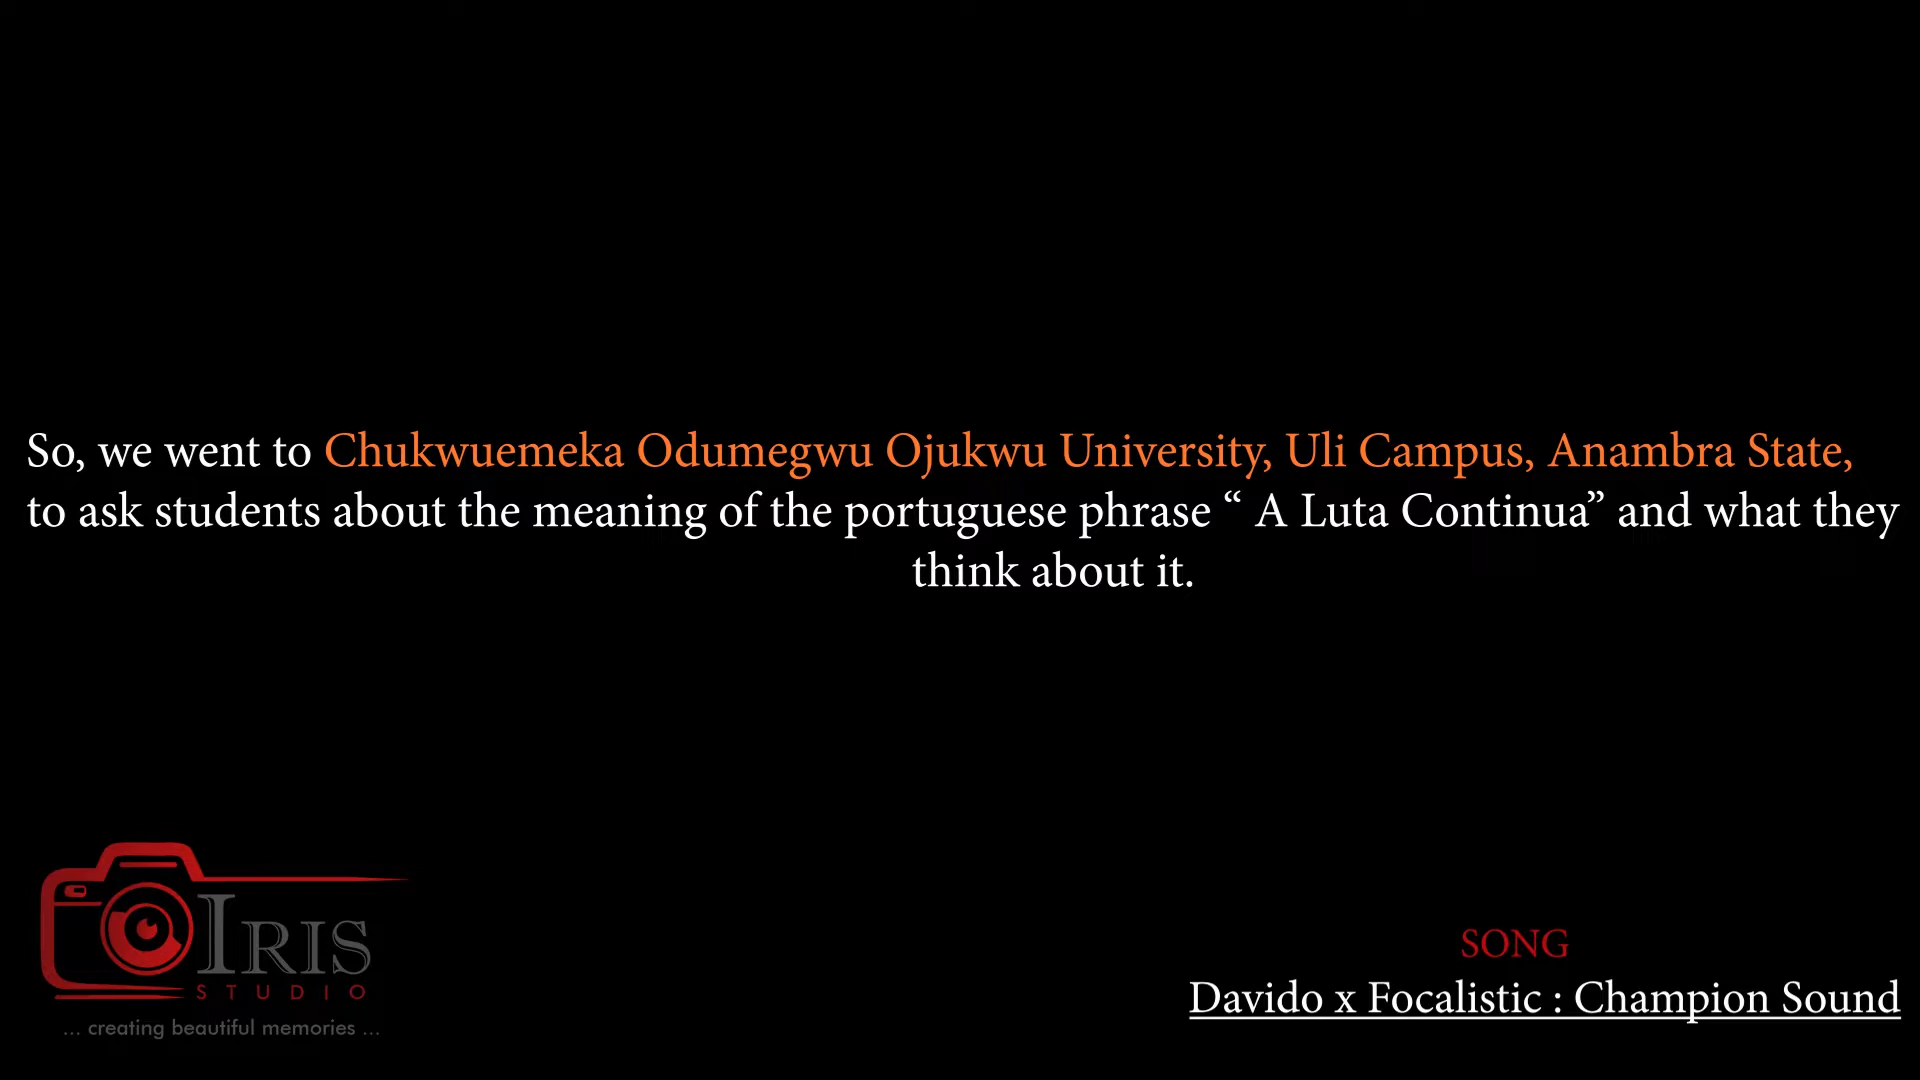 So, we went to Chukwuemeka Odumegwu Ojukwu University, Uli Campus, Anambra State,
to ask students about the meaning of the portuguese phrase “ A Luta Continua” and what they
think about it.
IRIS
STUDIO
... creating beautiful memories ...
SONG
Davido x Focalistic : Champion Sound